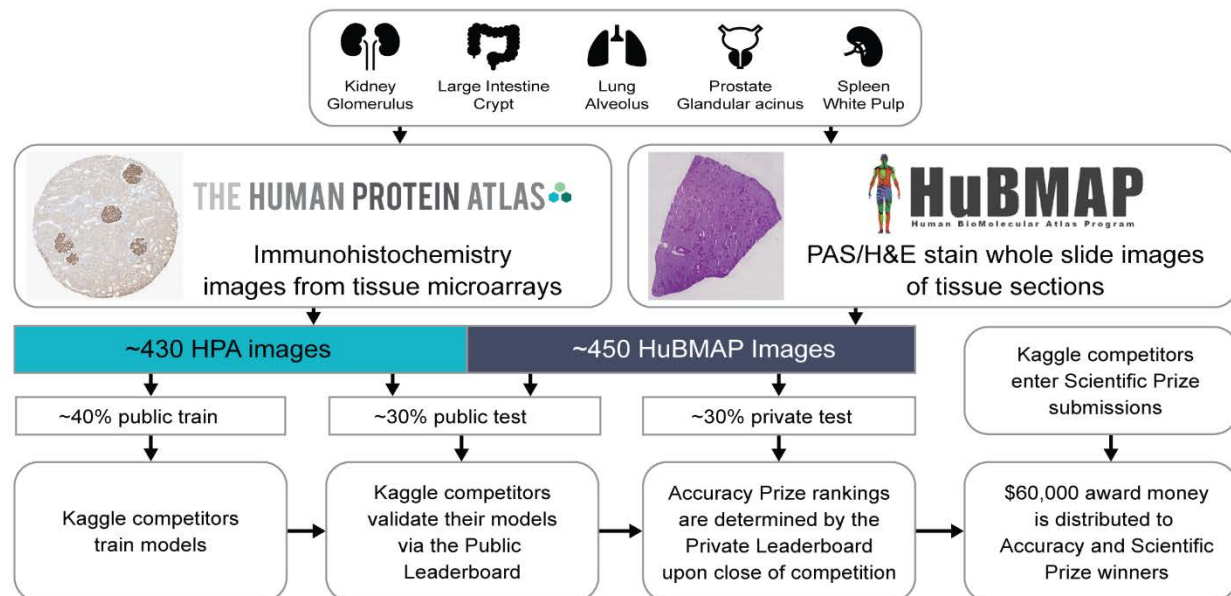 Kidney
Glomerulus
Large Intestine
Crypt
Lung
Alveolus
Prostate
Glandular acinus
Spleen
White Pulp
THE HUMAN PROTEIN ATLAS
Immunohistochemistry
images from tissue microarrays
HuBMAP
Human BioMolecular Atlas Program
PAS/H&E stain whole slide images
of tissue sections
~430 HPA images
~450 HuBMAP Images
~40% public train
~30% public test
~30% private test
Kaggle competitors
enter Scientific Prize
submissions
Kaggle competitors
train models
Kaggle competitors
validate their models
via the Public
Leaderboard
Accuracy Prize rankings
are determined by the
Private Leaderboard
upon close of competition
$60,000 award money
is distributed to
Accuracy and Scientific
Prize winners